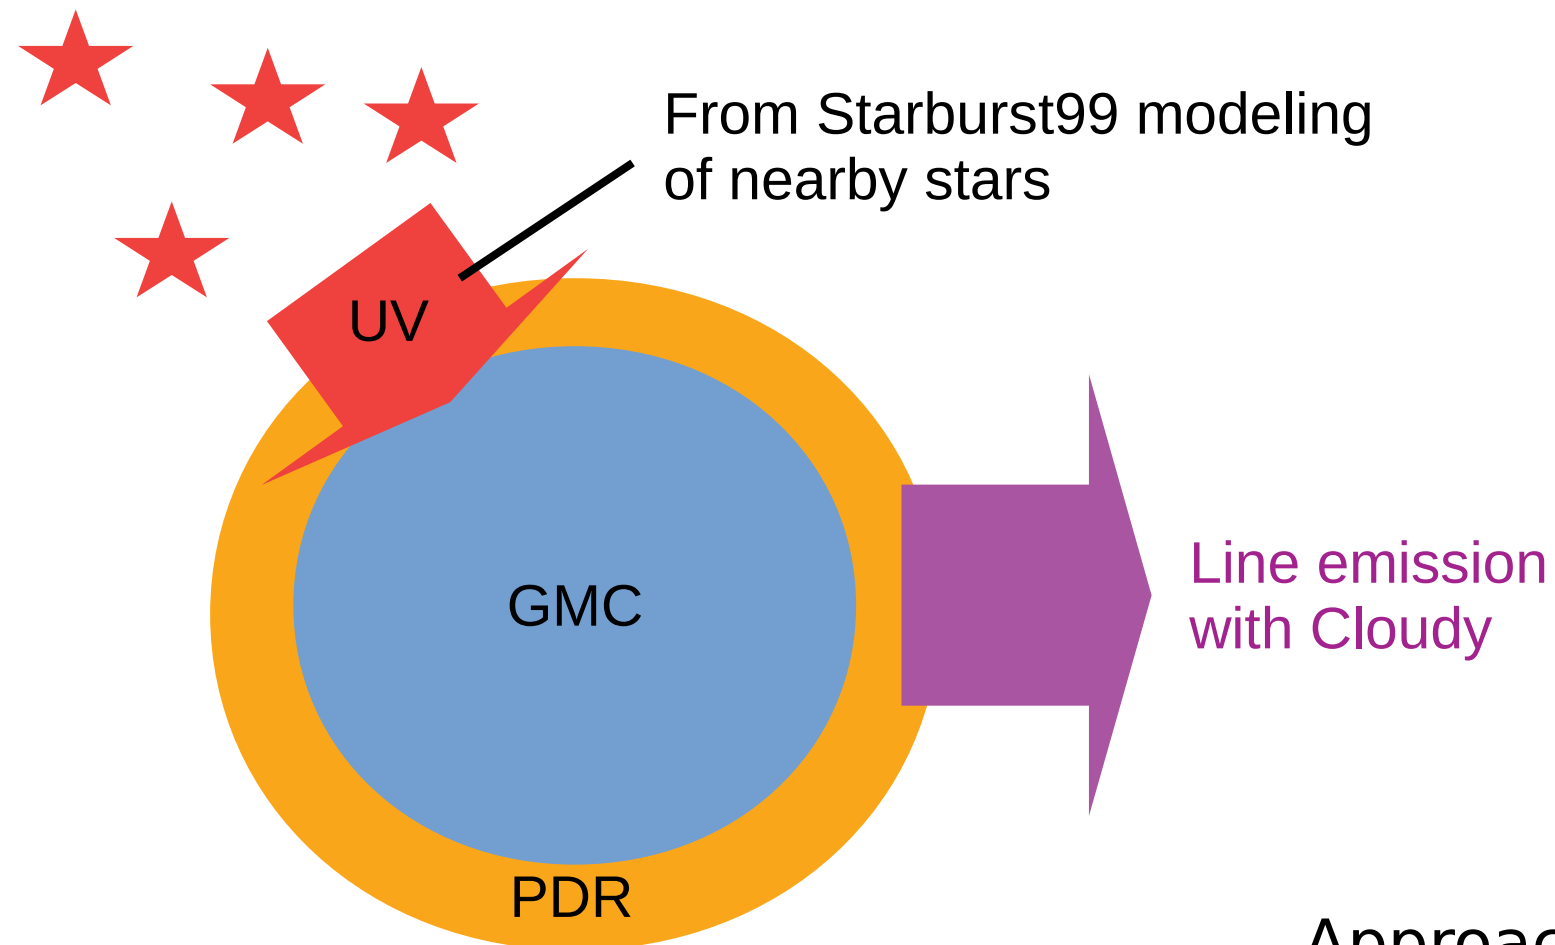 From Starburst99 modeling
of nearby stars
UV
GMC
Line emission
with Cloudy
PDR